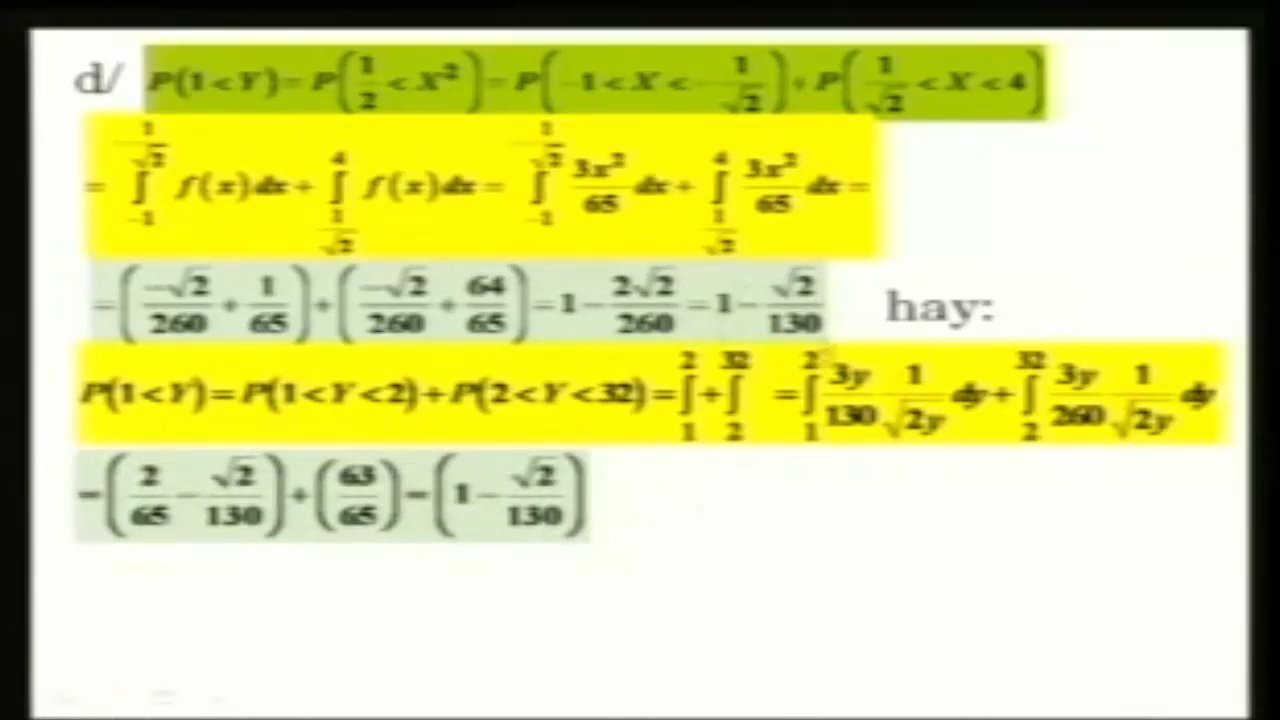 d/ P(1<Y)=P(1/2<X²)=P(-1<X<-1/√2)+P(1/√2<X<4)
= ∫_{-1}^{-1/√2} f(x)dx + ∫_{1/√2}^{4} f(x)dx = ∫_{-1}^{-1/√2} 3x²/65 dx + ∫_{1/√2}^{4} 3x²/65 dx =
=(-√2/260 + 1/65)+(-√2/260 + 64/65)=1-2√2/260=1-√2/130 hay:
P(1<Y)=P(1<Y<2)+P(2<Y<32)=∫_{1}^{2}+∫_{2}^{32} =∫_{1}^{2} 3y/130 1/√2y dy+∫_{2}^{32} 3y/260 1/√2y dy
=(2/65 - √2/130)+(63/65)=(1-√2/130)